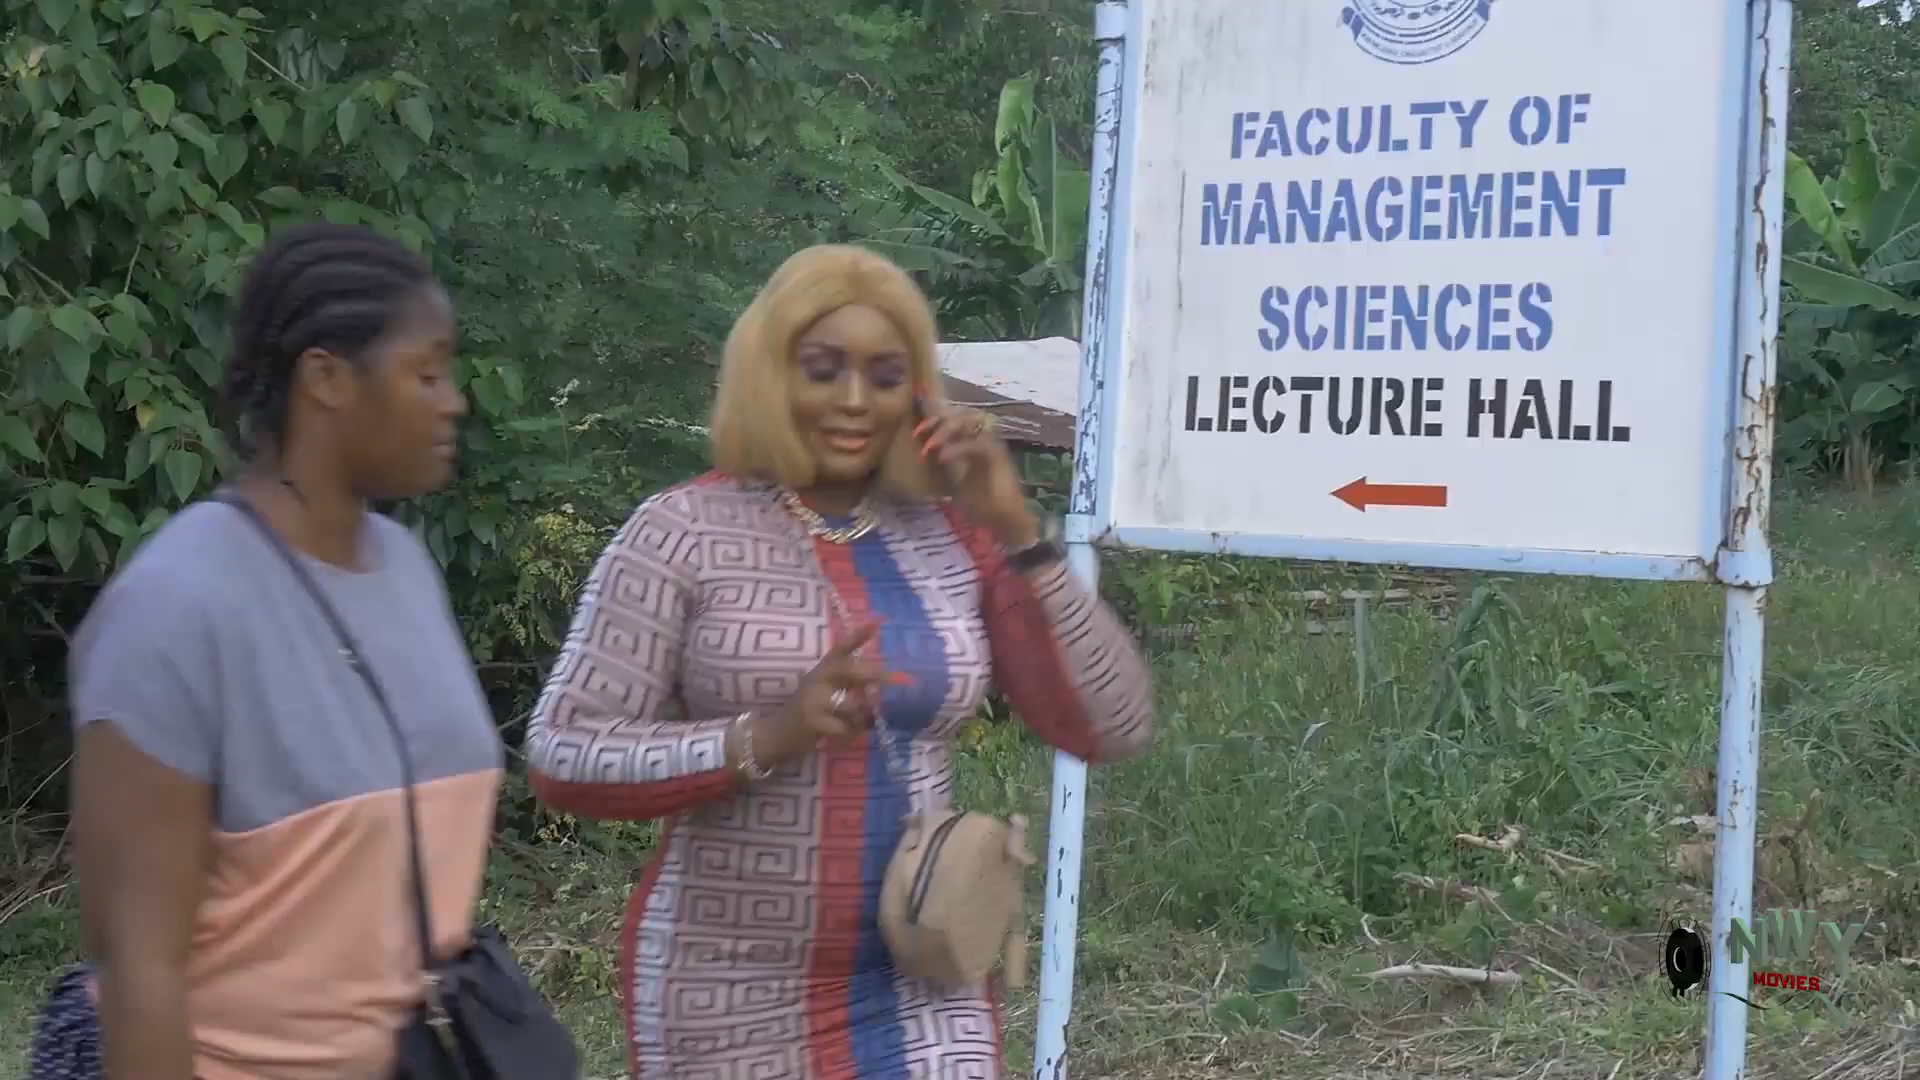 FACULTY OF
MANAGEMENT
SCIENCES
LECTURE HALL
NWY
MOVIES